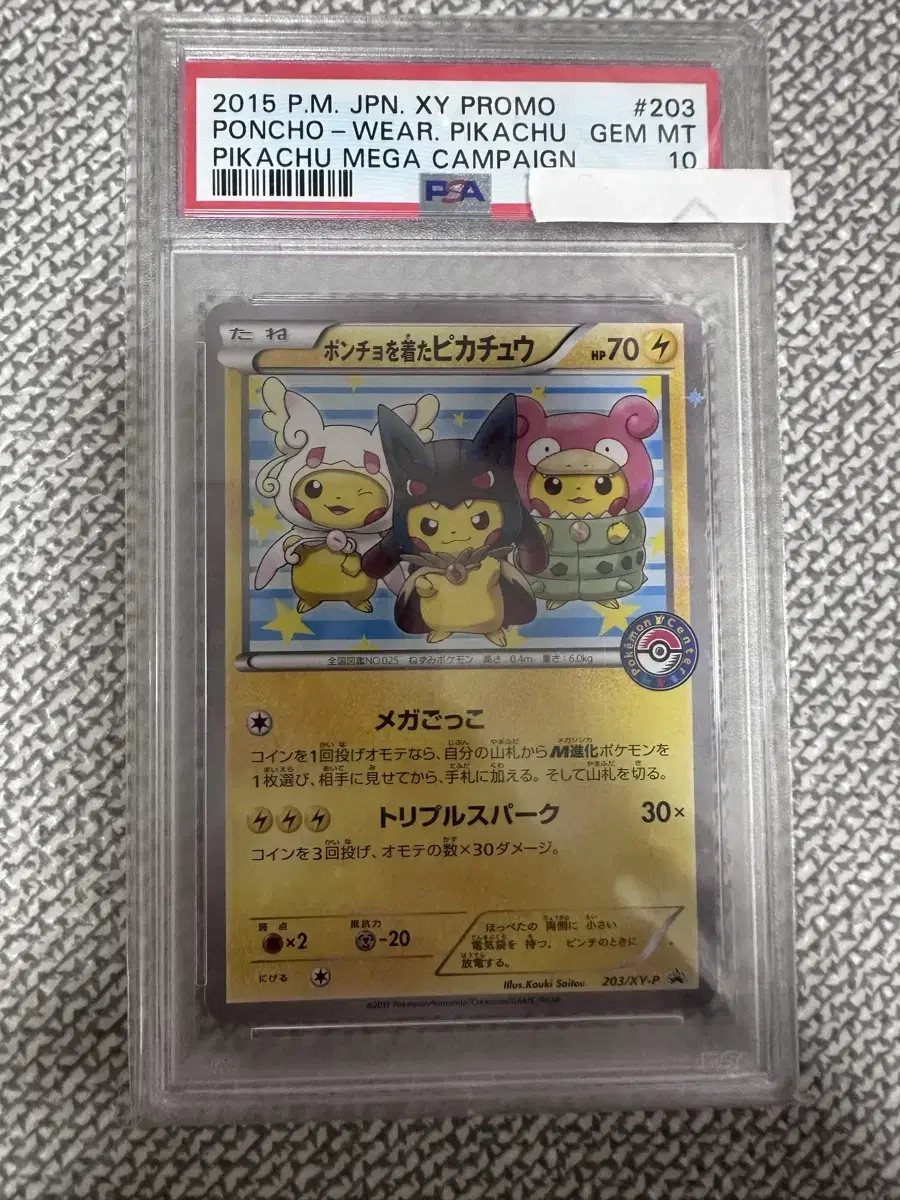 2015 P.M. JPN. XY PROMO #203
PONCHO-WEAR. PIKACHU GEM MT
PIKACHU MEGA CAMPAIGN 10
PSA
たね
ポンチョを着たピカチュウ HP70
Pokémon Center
全国図鑑NO.025 ねずみポケモン 高さ:0.4m 重さ:6.0kg
メガごっこ
コインを1回投げオモテなら、自分の山札からM進化ポケモンを
1枚選び、相手に見せてから、手札に加える。そして山札を切る。
トリプルスパーク 30×
コインを3回投げ、オモテの数×30ダメージ。
弱点 抵抗力
×2 -20
にげる
ほっぺたの 両側に 小さい
電気袋を 持つ。 ピンチのときに
放電する。
Illus.Kouki Saitou 203/XY-P